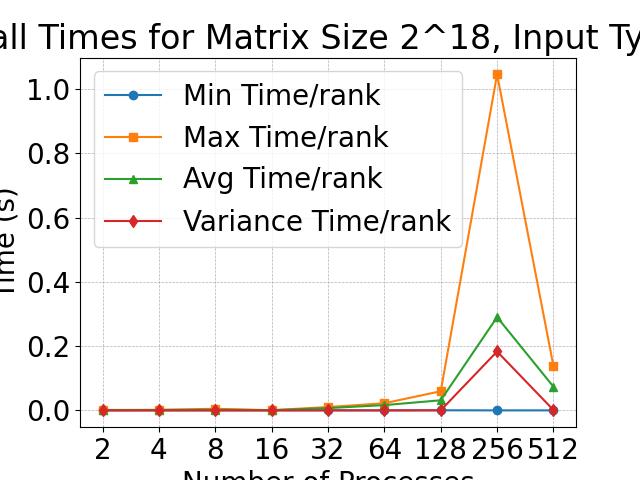 all Times for Matrix Size 2^18, Input Ty
Min Time/rank
Max Time/rank
Avg Time/rank
Variance Time/rank
1.0
0.8
0.6
0.4
0.2
0.0
Time (s)
2 4 8 16 32 64 128 256 512
Number of Processes